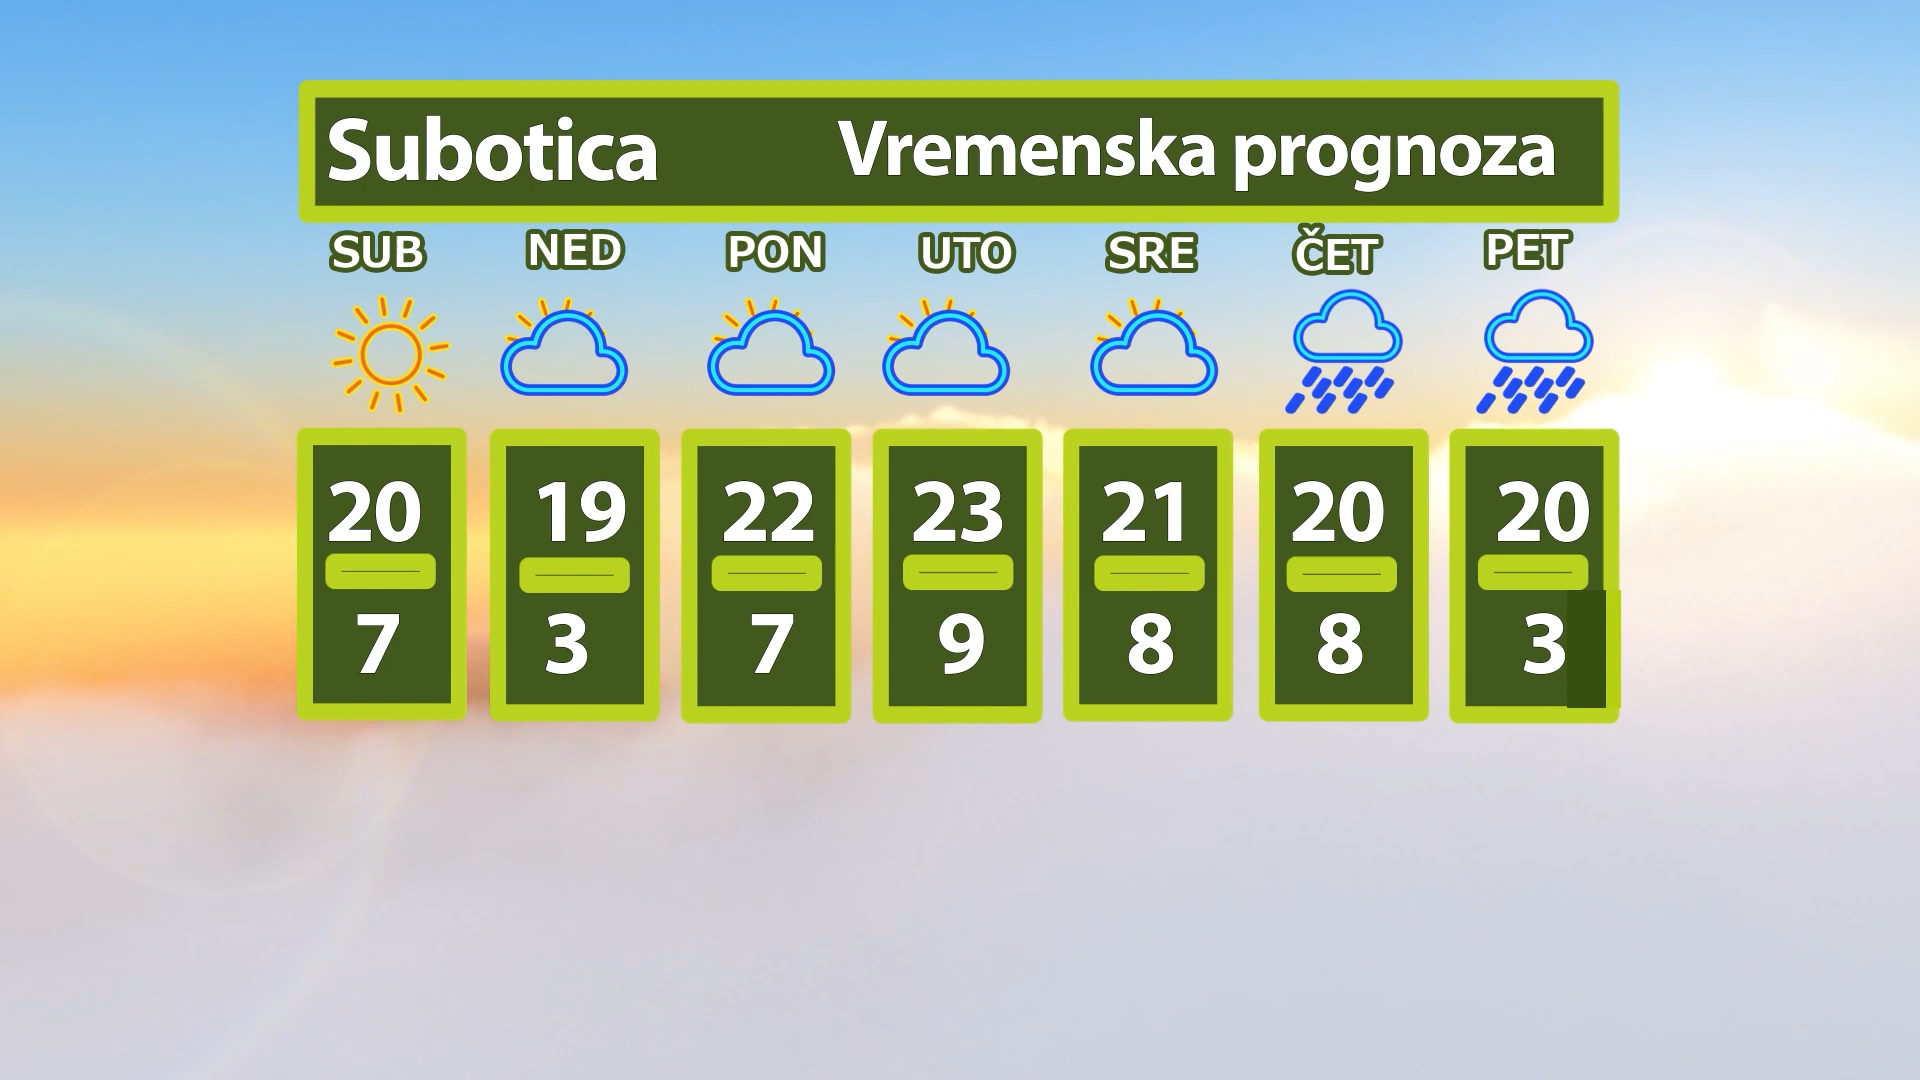 Subotica Vremenska prognoza
SUB NED PON UTO SRE ČET PET
20 19 22 23 21 20 20
7 3 7 9 8 8 3